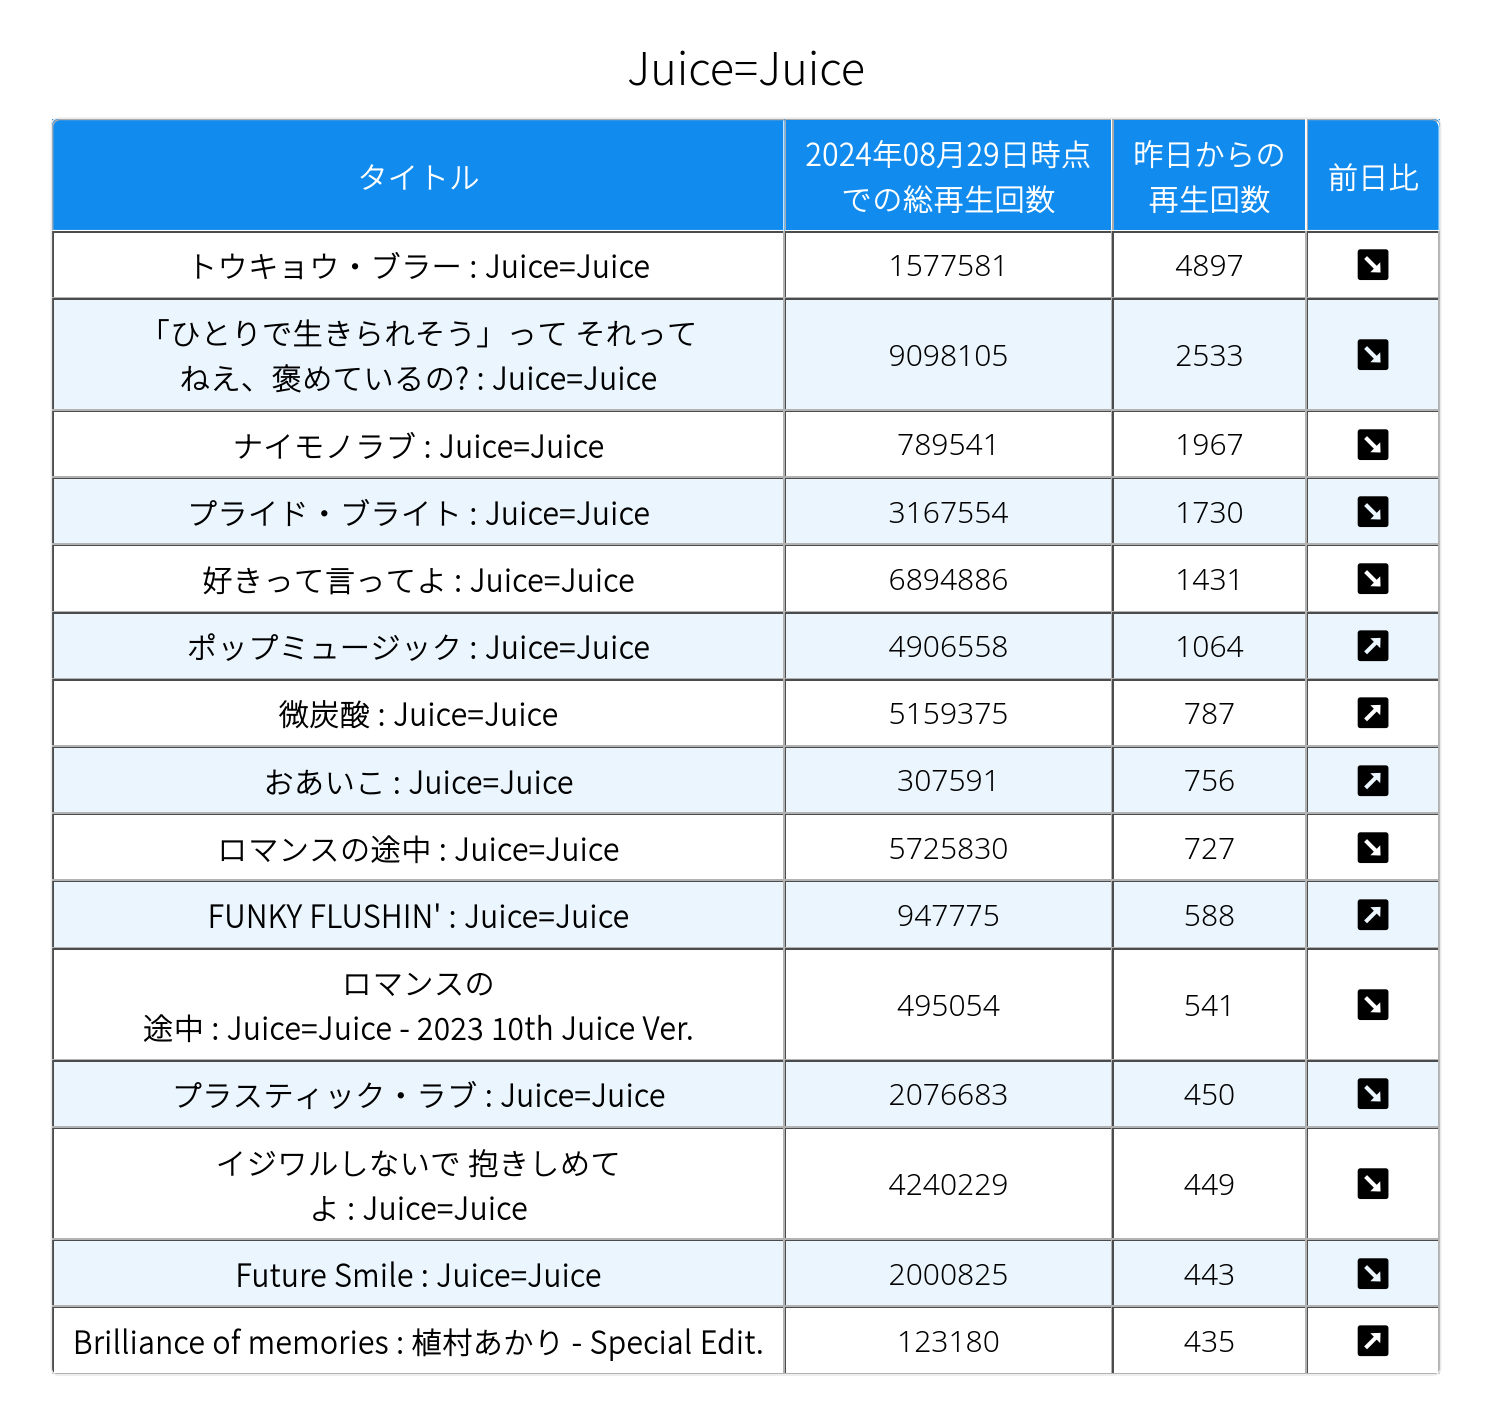 Juice=Juice
タイトル
2024年08月29日時点
での総再生回数
昨日からの
再生回数
前日比
トウキョウ・ブラー : Juice=Juice
1577581
4897
「ひとりで生きられそう」って それって
ねえ、褒めているの? : Juice=Juice
9098105
2533
ナイモノラブ : Juice=Juice
789541
1967
プライド・ブライト : Juice=Juice
3167554
1730
好きって言ってよ : Juice=Juice
6894886
1431
ポップミュージック : Juice=Juice
4906558
1064
微炭酸 : Juice=Juice
5159375
787
おあいこ : Juice=Juice
307591
756
ロマンスの途中 : Juice=Juice
5725830
727
FUNKY FLUSHIN' : Juice=Juice
947775
588
ロマンスの
途中 : Juice=Juice - 2023 10th Juice Ver.
495054
541
プラスティック・ラブ : Juice=Juice
2076683
450
イジワルしないで 抱きしめて
よ : Juice=Juice
4240229
449
Future Smile : Juice=Juice
2000825
443
Brilliance of memories : 植村あかり - Special Edit.
123180
435